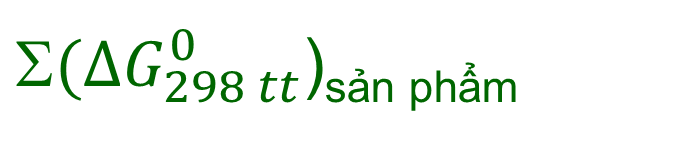 Σ(ΔG⁰₂₉₈ tt)sản phẩm